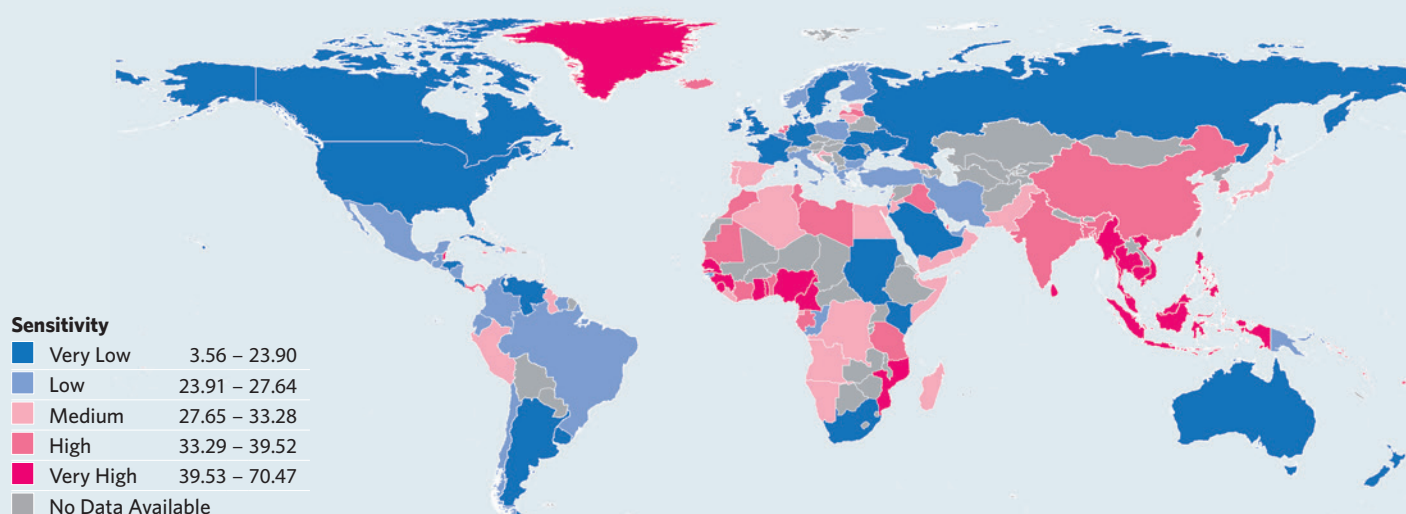 Sensitivity
Very Low 3.56 – 23.90
Low 23.91 – 27.64
Medium 27.65 – 33.28
High 33.29 – 39.52
Very High 39.53 – 70.47
No Data Available